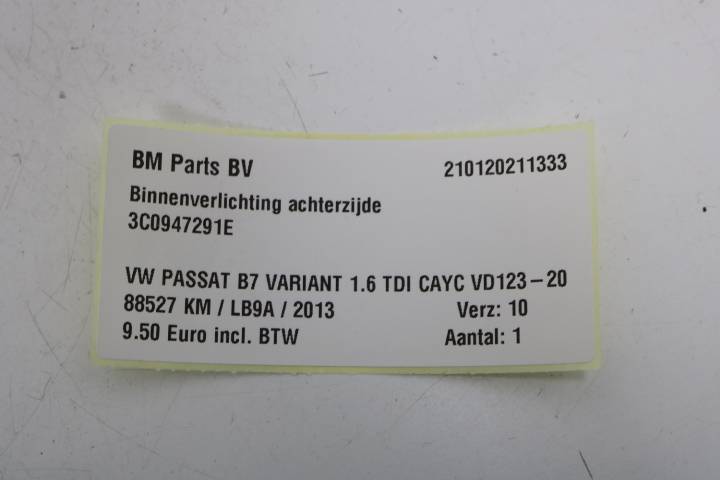 BM Parts BV 210120211333
Binnenverlichting achterzijde
3C0947291E
VW PASSAT B7 VARIANT 1.6 TDI CAYC VD123-20
88527 KM / LB9A / 2013 Verz: 10
9.50 Euro incl. BTW Aantal: 1